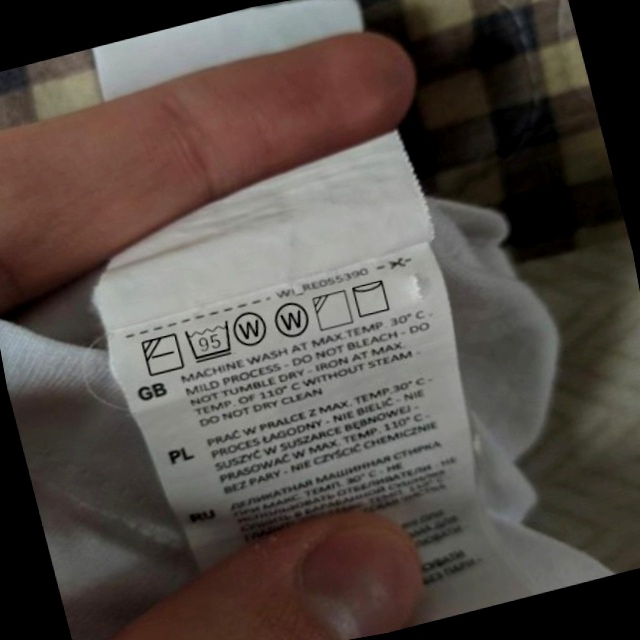 WL_RE055390
95 W W
GB MACHINE WASH AT MAX.TEMP. 30° C -
MILD PROCESS - DO NOT BLEACH - DO
NOT TUMBLE DRY - IRON AT MAX.
TEMP. OF 110°C WITHOUT STEAM -
DO NOT DRY CLEAN
PL PRAĆ W PRALCE Z MAX. TEMP. 30° C -
PROCES ŁAGODNY - NIE BIELIĆ - NIE
SUSZYĆ W SUSZARCE BĘBNOWEJ -
PRASOWAĆ W MAX. TEMP. 110° C -
BEZ PARY - NIE CZYŚCIĆ CHEMICZNIE
RU ДЕЛИКАТНАЯ МАШИННАЯ СТИРКА